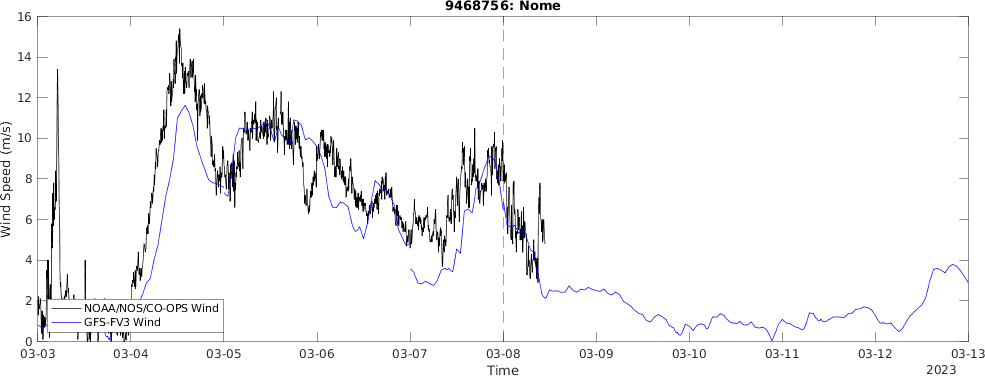 9468756: Nome
16
14
12
10
8
6
4
2
0
Wind Speed (m/s)
NOAA/NOS/CO-OPS Wind
GFS-FV3 Wind
03-03 03-04 03-05 03-06 03-07 03-08 03-09 03-10 03-11 03-12 03-13
Time
2023